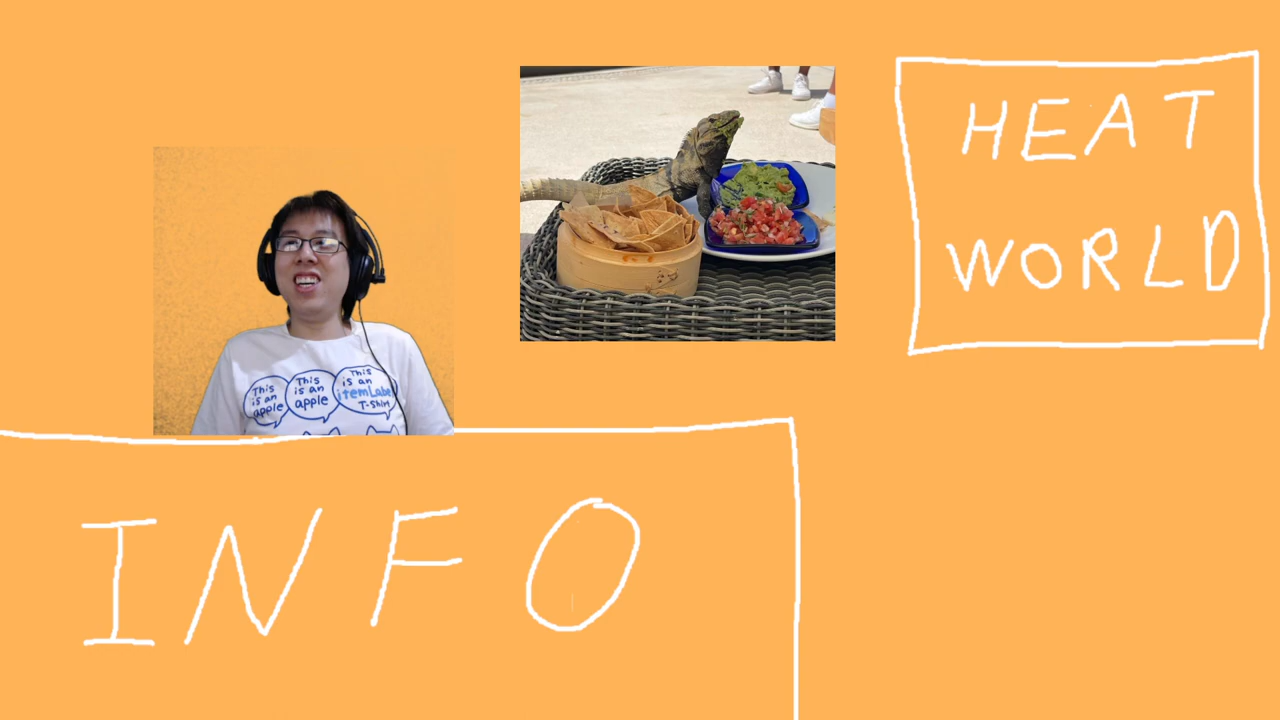 HEAT
WORLD
This
is an
apple
This
is an
apple
This
is an
itemLabel
T-Shirt
INFO